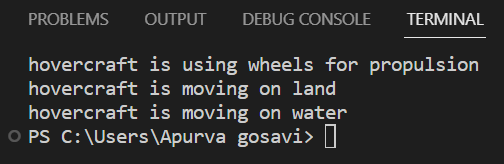 PROBLEMS OUTPUT DEBUG CONSOLE TERMINAL
hovercraft is using wheels for propulsion
hovercraft is moving on land
hovercraft is moving on water
PS C:\Users\Apurva gosavi>